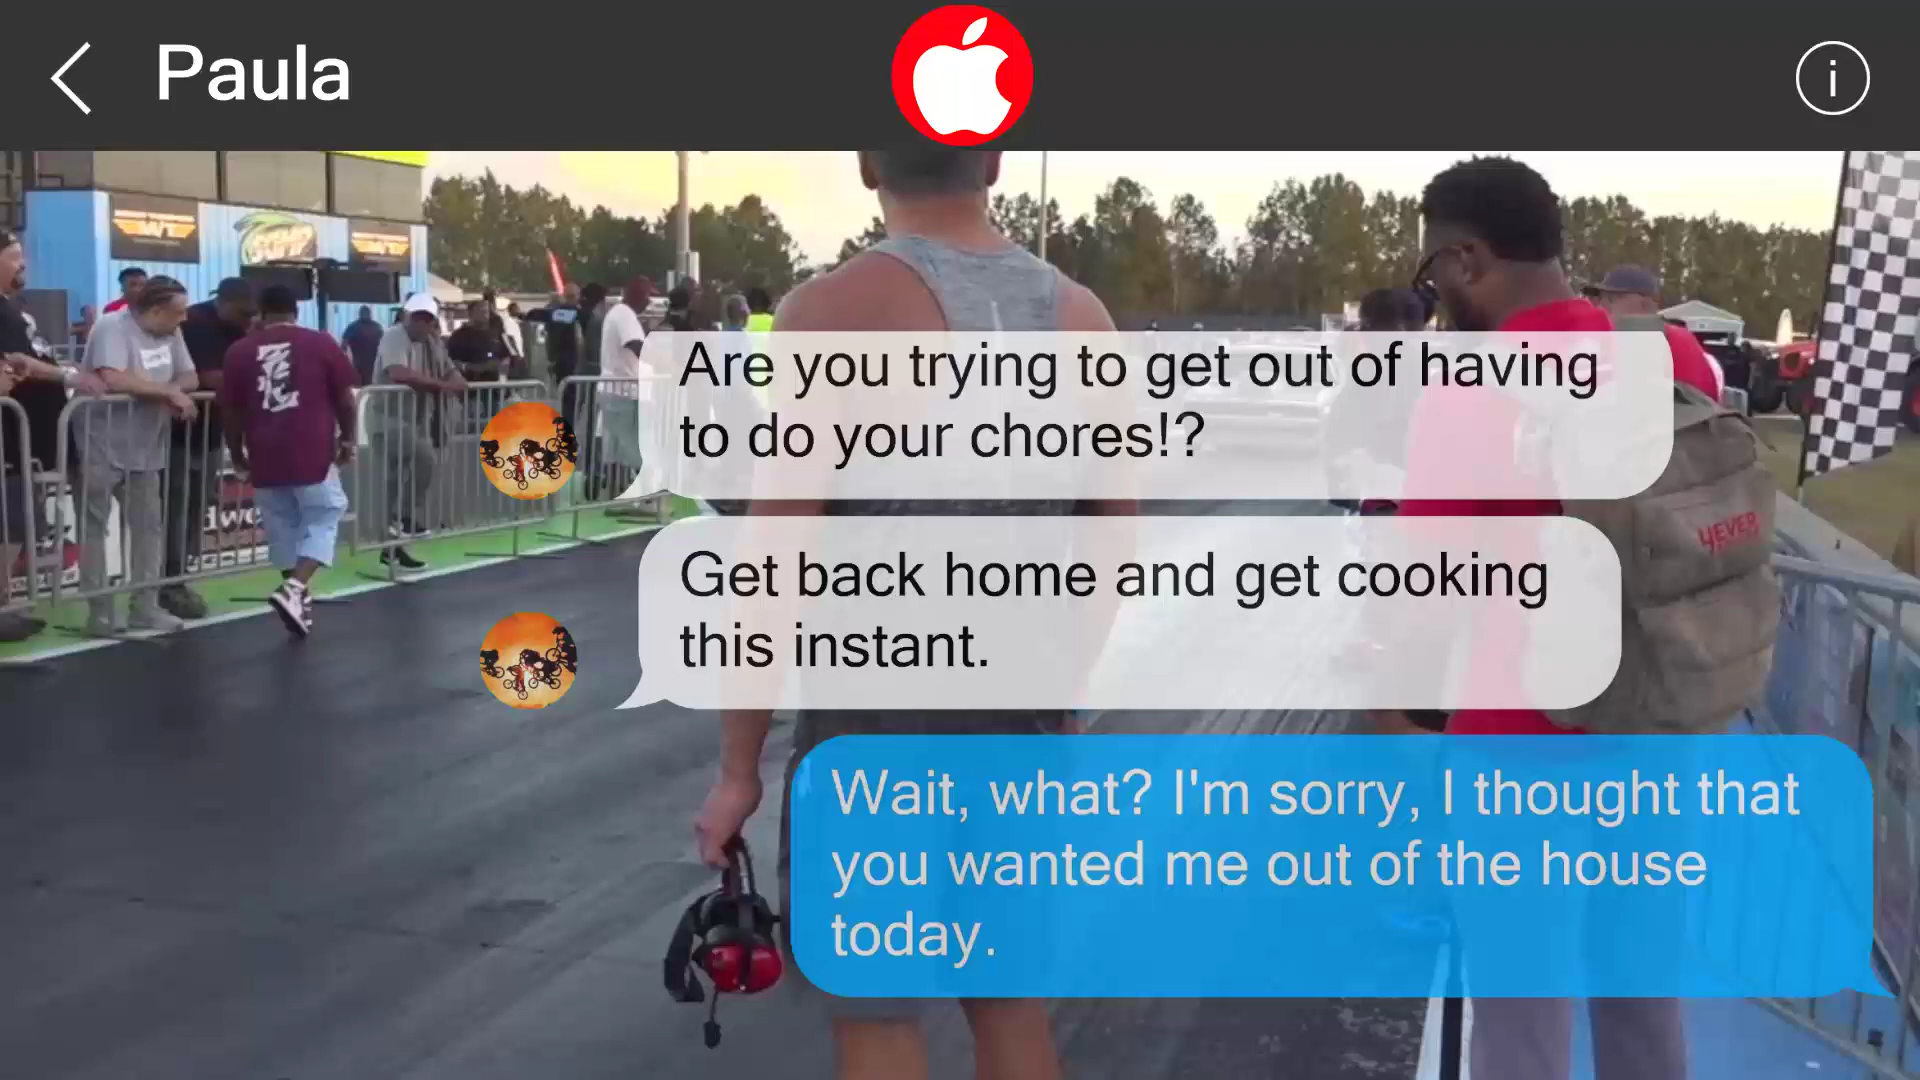 Paula
i
Are you trying to get out of having
to do your chores!?
Get back home and get cooking
this instant.
Wait, what? I'm sorry, I thought that
you wanted me out of the house
today.
4EVER